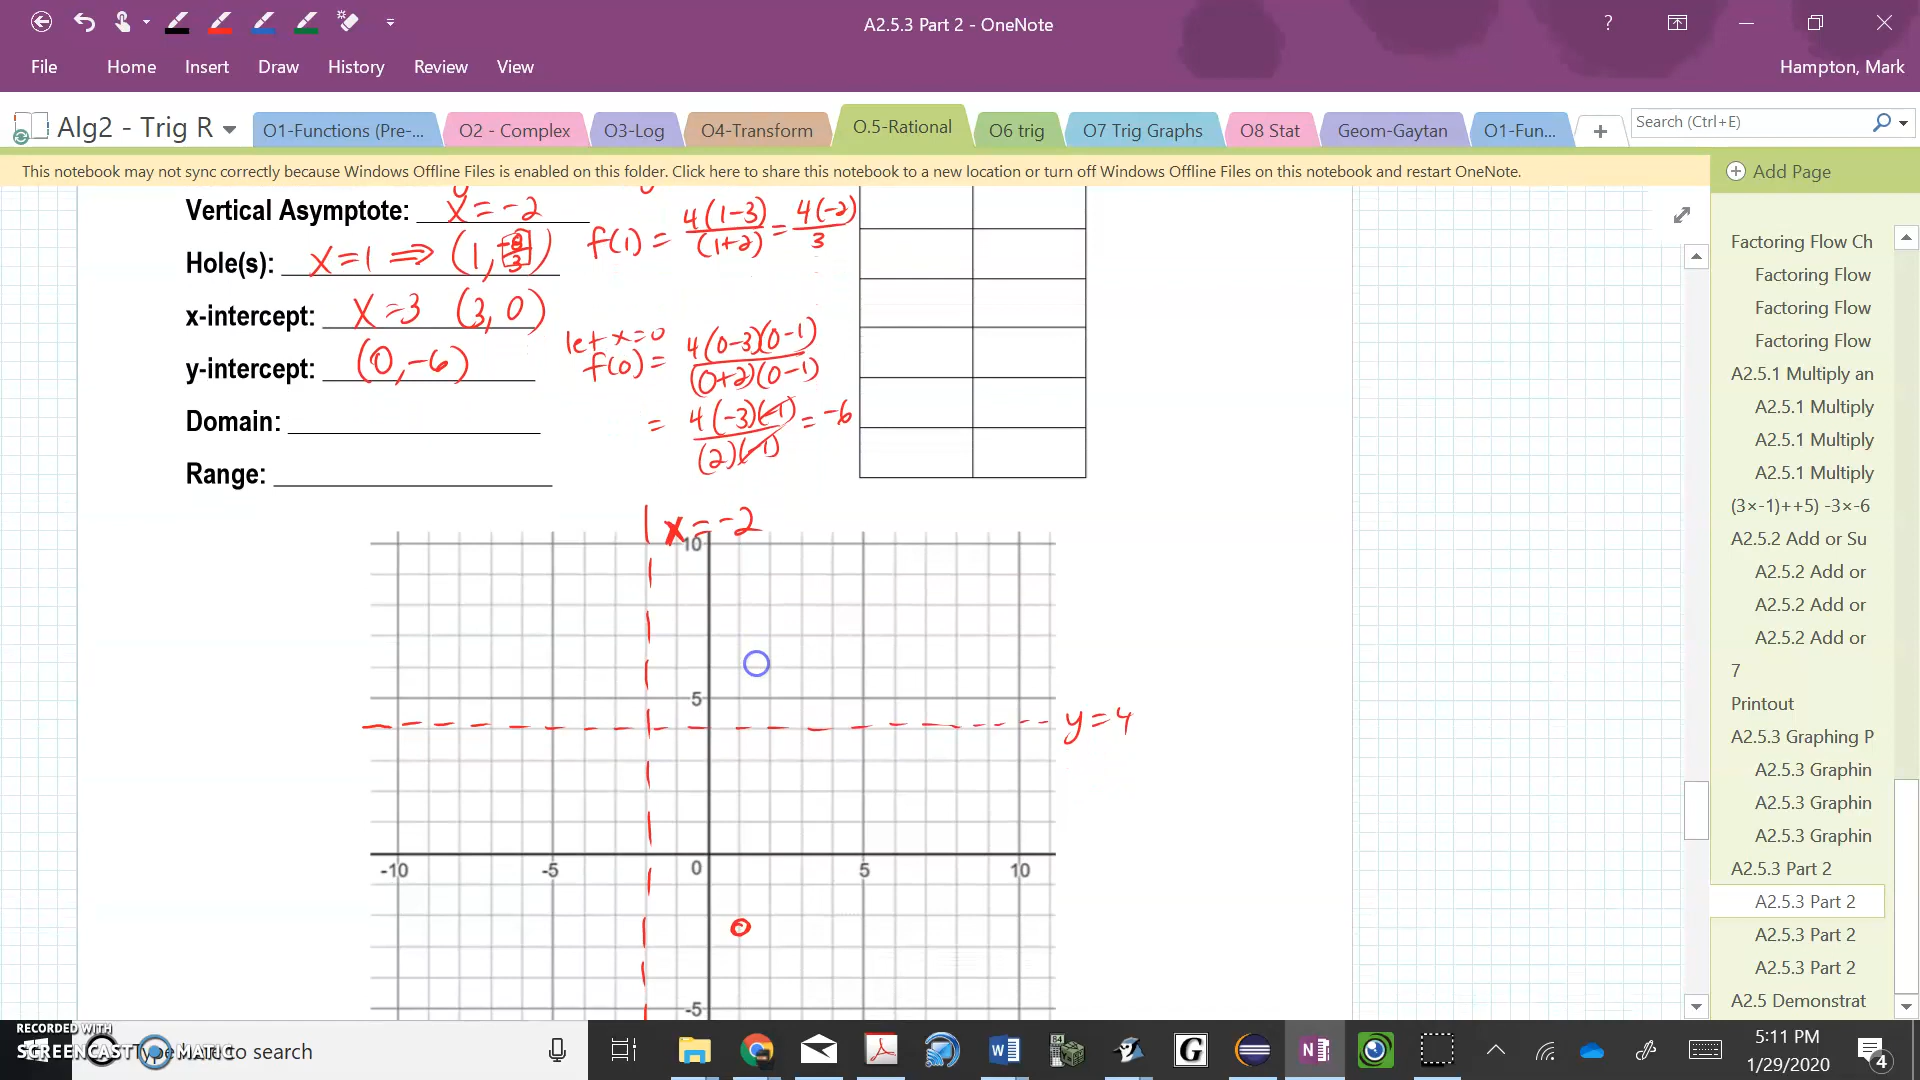 A2.5.3 Part 2 - OneNote
File Home Insert Draw History Review View
Hampton, Mark
Alg2 - Trig R
O1-Functions (Pre-... O2 - Complex O3-Log O4-Transform O.5-Rational O6 trig O7 Trig Graphs O8 Stat Geom-Gaytan O1-Fun...
Search (Ctrl+E)
This notebook may not sync correctly because Windows Offline Files is enabled on this folder. Click here to share this notebook to a new location or turn off Windows Offline Files on this notebook and restart OneNote.
Vertical Asymptote: x = -2
Hole(s): x=1 ⇒ (1, -8/3)
f(1) = 4(1-3)/(1+2) = 4(-2)/3
x-intercept: x=3 (3, 0)
y-intercept: (0, -6)
let x=0
f(0) = 4(0-3)(0-1)/(0+2)(0-1)
= 4(-3)(-1)/(2)(-1) = -6
Domain:
Range:
x = -2
10
5
y = 4
-10 -5 0 5 10
-5
Add Page
Factoring Flow Ch
Factoring Flow
Factoring Flow
Factoring Flow
A2.5.1 Multiply an
A2.5.1 Multiply
A2.5.1 Multiply
A2.5.1 Multiply
(3×-1)++5) -3×-6
A2.5.2 Add or Su
A2.5.2 Add or
A2.5.2 Add or
A2.5.2 Add or
7
Printout
A2.5.3 Graphing P
A2.5.3 Graphin
A2.5.3 Graphin
A2.5.3 Graphin
A2.5.3 Part 2
A2.5.3 Part 2
A2.5.3 Part 2
A2.5.3 Part 2
A2.5 Demonstrat
RECORDED WITH
SCREENCAST MATIC
Type here to search
5:11 PM
1/29/2020
4